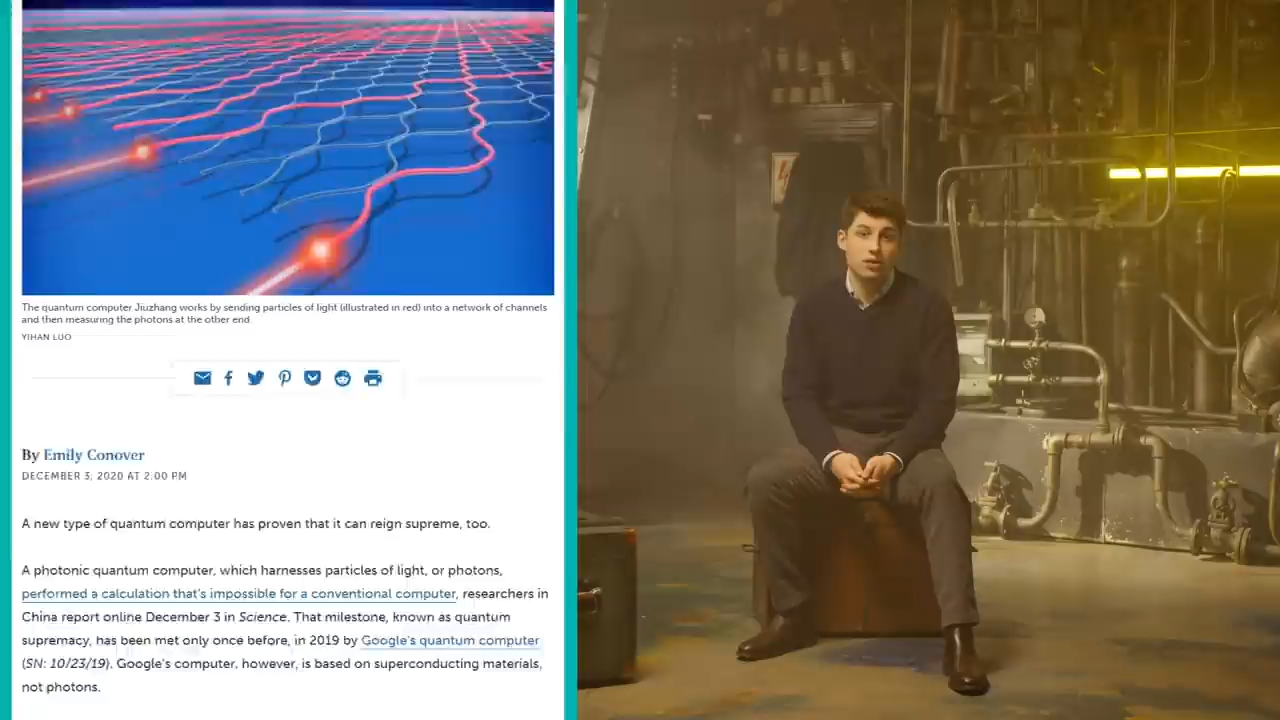 The quantum computer Jiuzhang works by sending particles of light (illustrated in red) into a network of channels
and then measuring the photons at the other end.
YIHAN LUO
By Emily Conover
DECEMBER 3, 2020 AT 2:00 PM
A new type of quantum computer has proven that it can reign supreme, too.
A photonic quantum computer, which harnesses particles of light, or photons,
performed a calculation that's impossible for a conventional computer, researchers in
China report online December 3 in Science. That milestone, known as quantum
supremacy, has been met only once before, in 2019 by Google's quantum computer
(SN: 10/23/19). Google's computer, however, is based on superconducting materials,
not photons.